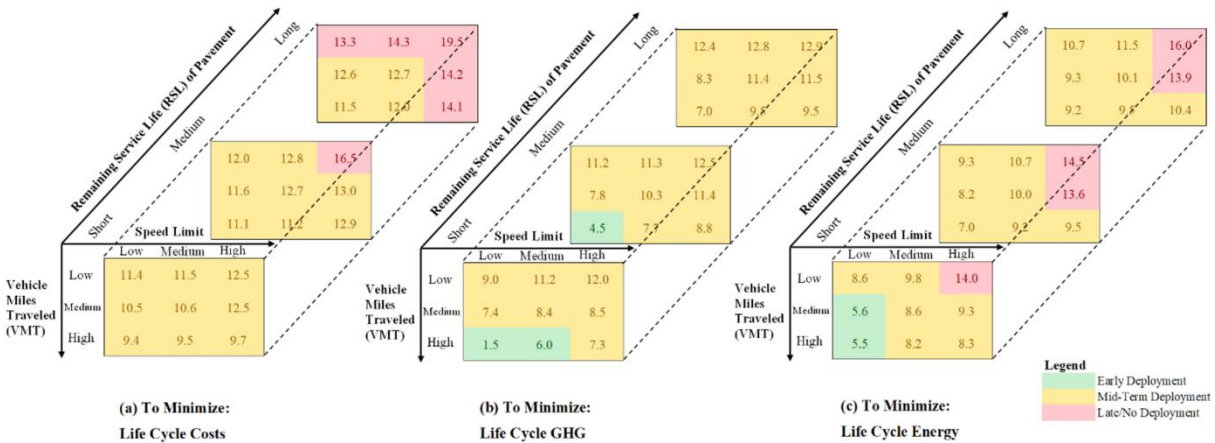 Remaining Service Life (RSL) of Pavement
Long
Medium
Short
13.3 14.3 19.5
12.6 12.7 14.2
11.5 12.0 14.1
12.0 12.8 16.5
11.6 12.7 13.0
11.1 11.2 12.9
Speed Limit
Low Medium High
Vehicle
Miles
Traveled
(VMT)
Low 11.4 11.5 12.5
Medium 10.5 10.6 12.5
High 9.4 9.5 9.7
(a) To Minimize:
Life Cycle Costs
Remaining Service Life (RSL) of Pavement
Long
Medium
Short
12.4 12.8 12.9
8.3 11.4 11.5
7.0 9.5
11.2 11.3 12.5
7.8 10.3 11.4
4.5 8.8
Speed Limit
Low Medium High
Vehicle
Miles
Traveled
(VMT)
Low 9.0 11.2 12.0
Medium 7.4 8.4 8.5
High 1.5 6.0 7.3
(b) To Minimize:
Life Cycle GHG
Remaining Service Life (RSL) of Pavement
Long
Medium
Short
10.7 11.5 16.0
9.3 10.1 13.9
9.2 10.4
9.3 10.7 14.5
8.2 10.0 13.6
7.0 9.5
Speed Limit
Low Medium High
Vehicle
Miles
Traveled
(VMT)
Low 8.6 9.8 14.0
Medium 5.6 8.6 9.3
High 5.5 8.2 8.3
(c) To Minimize:
Life Cycle Energy
Legend
Early Deployment
Mid-Term Deployment
Late/No Deployment